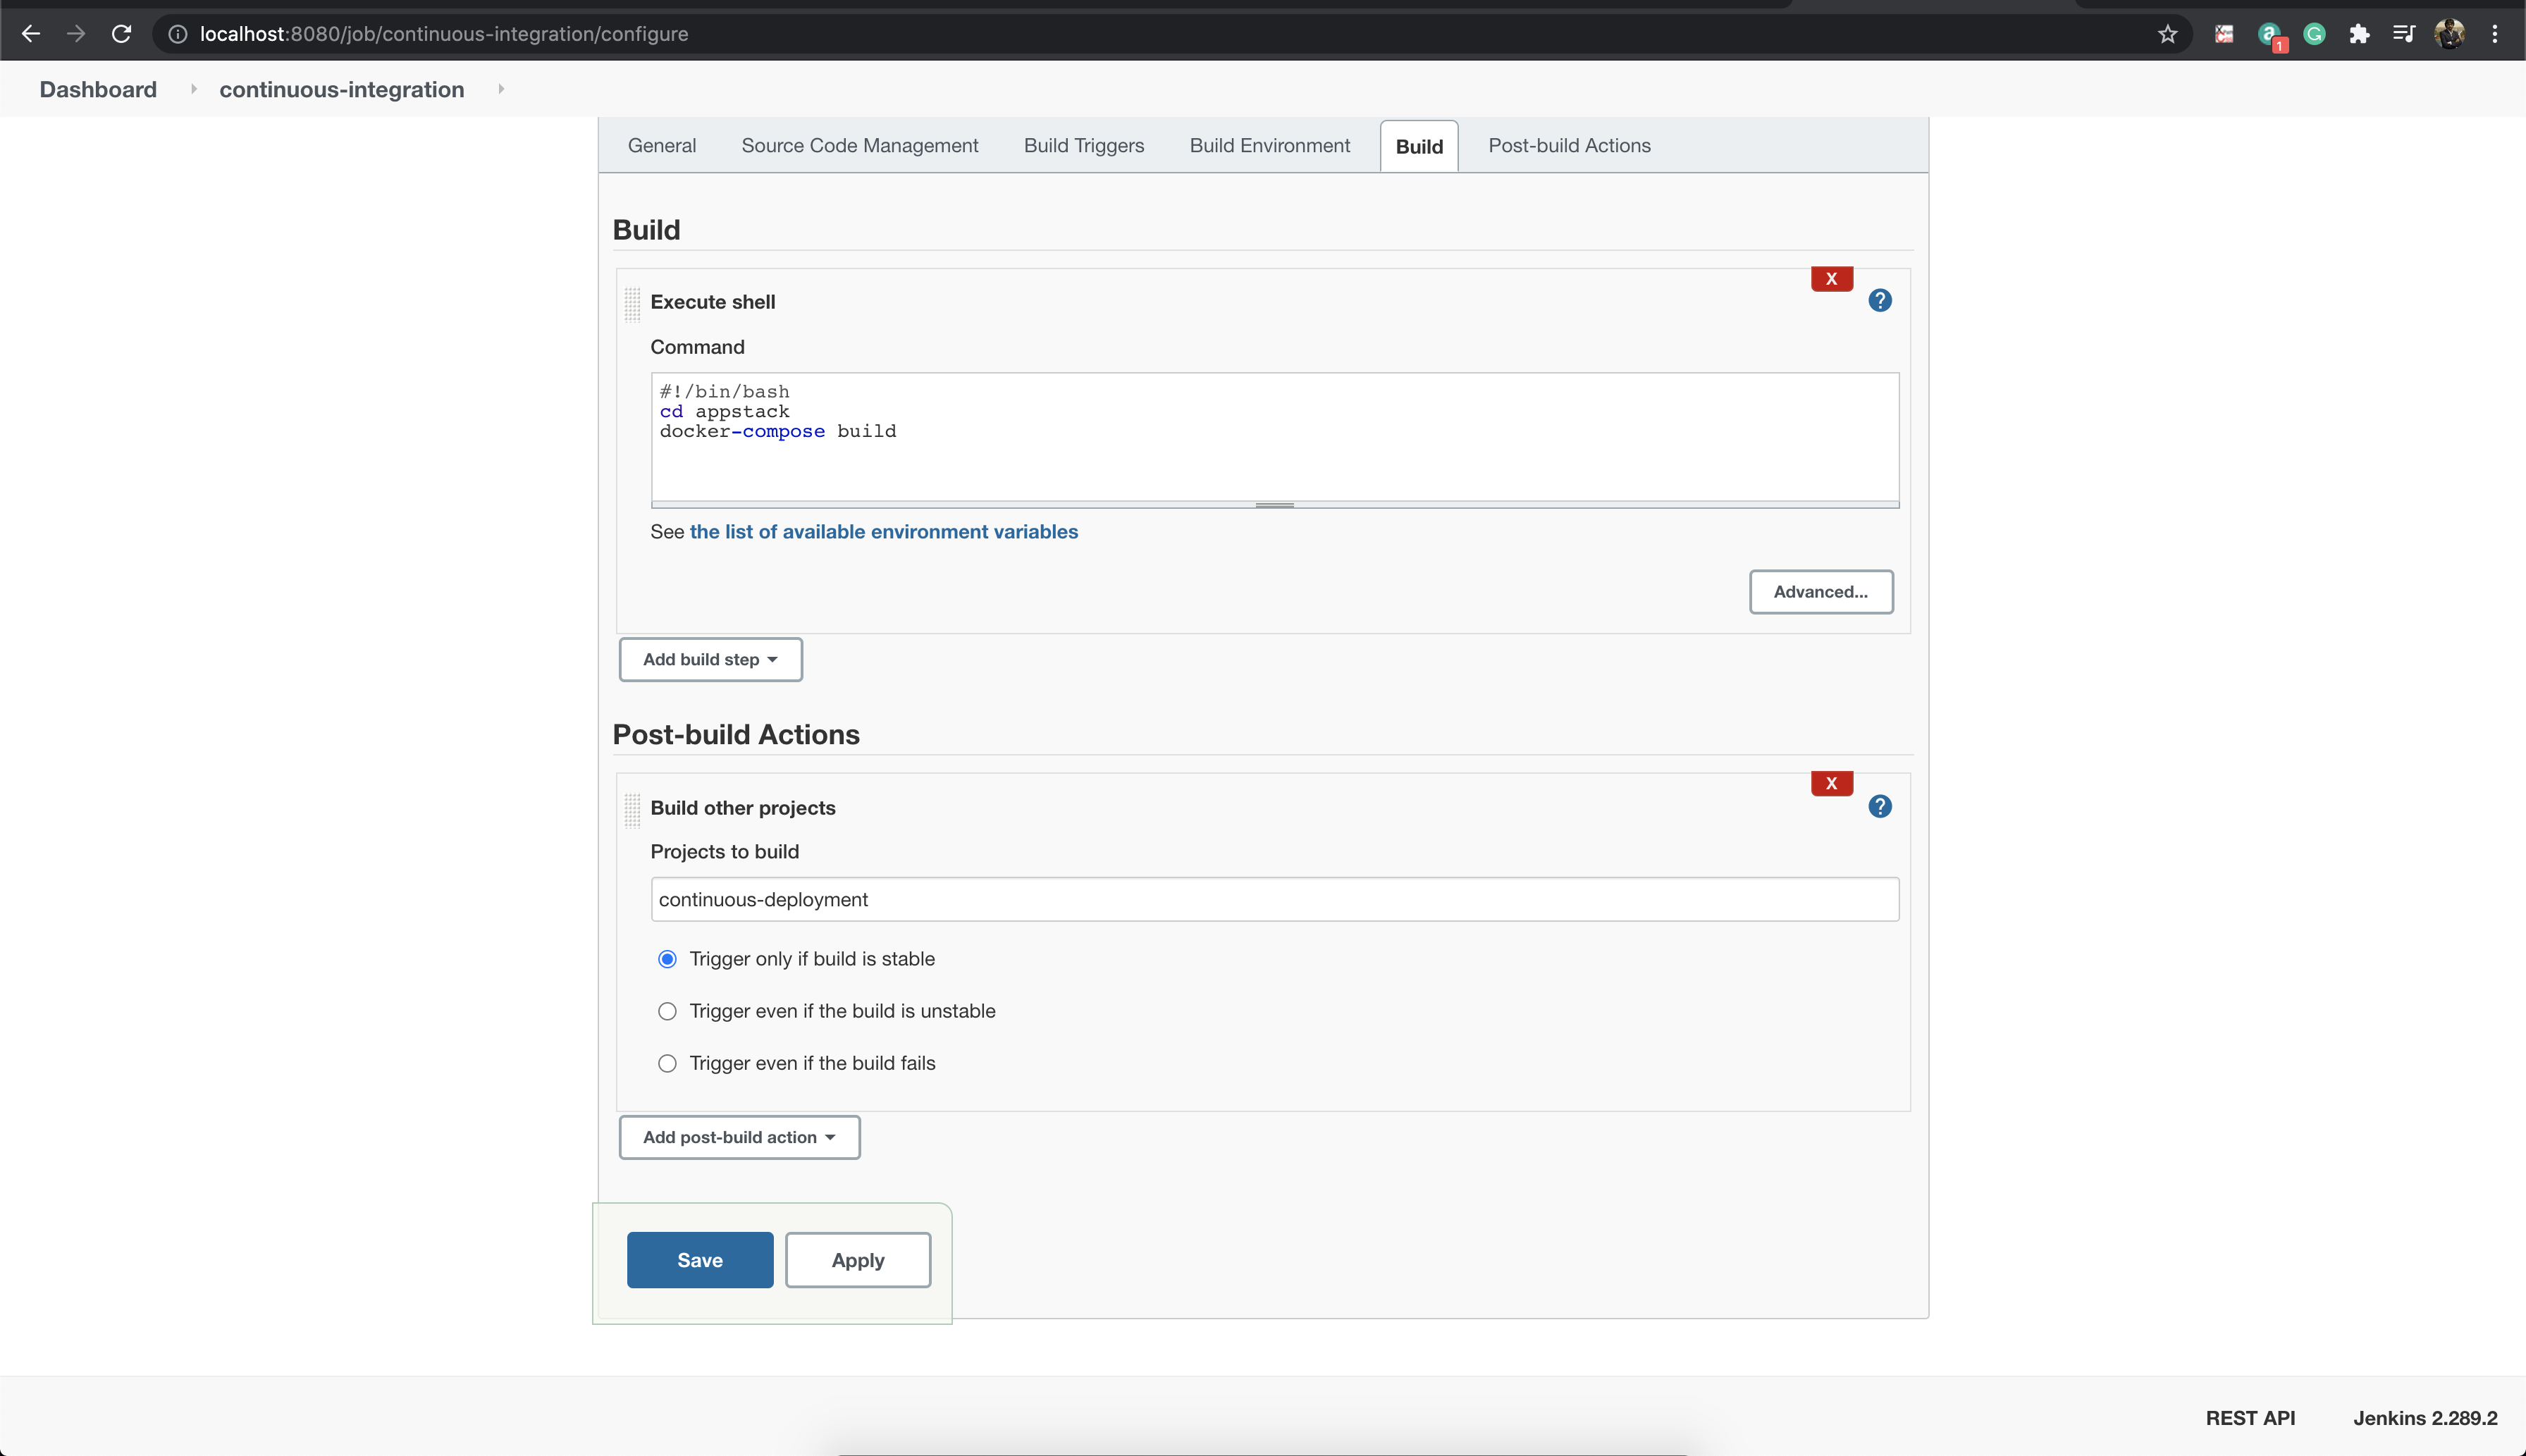 localhost:8080/job/continuous-integration/configure
1
Dashboard continuous-integration
General Source Code Management Build Triggers Build Environment Build Post-build Actions
Build
X
Execute shell
?
Command
#!/bin/bash
cd appstack
docker-compose build
See the list of available environment variables
Advanced...
Add build step
Post-build Actions
X
Build other projects
?
Projects to build
continuous-deployment
Trigger only if build is stable
Trigger even if the build is unstable
Trigger even if the build fails
Add post-build action
Save Apply
REST API Jenkins 2.289.2